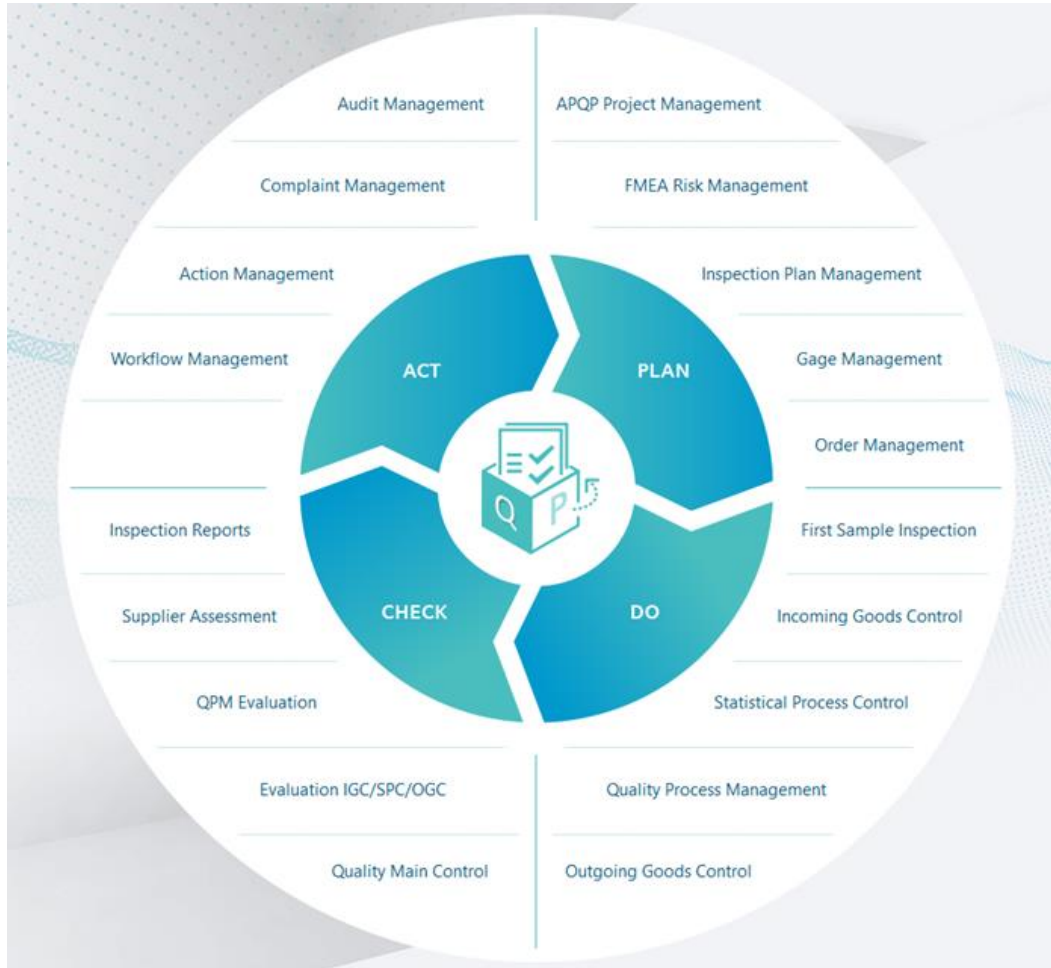 Audit Management
APQP Project Management
Complaint Management
FMEA Risk Management
Action Management
Inspection Plan Management
Workflow Management
Gage Management
ACT
PLAN
Order Management
Q P
Inspection Reports
First Sample Inspection
Supplier Assessment
CHECK
DO
Incoming Goods Control
QPM Evaluation
Statistical Process Control
Evaluation IGC/SPC/OGC
Quality Process Management
Quality Main Control
Outgoing Goods Control